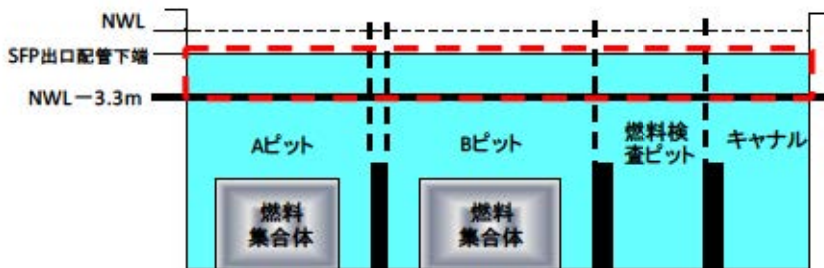 NWL
SFP出口配管下端
NWL－3.3m
Aピット
Bピット
燃料検
査ピット
キャナル
燃料
集合体
燃料
集合体